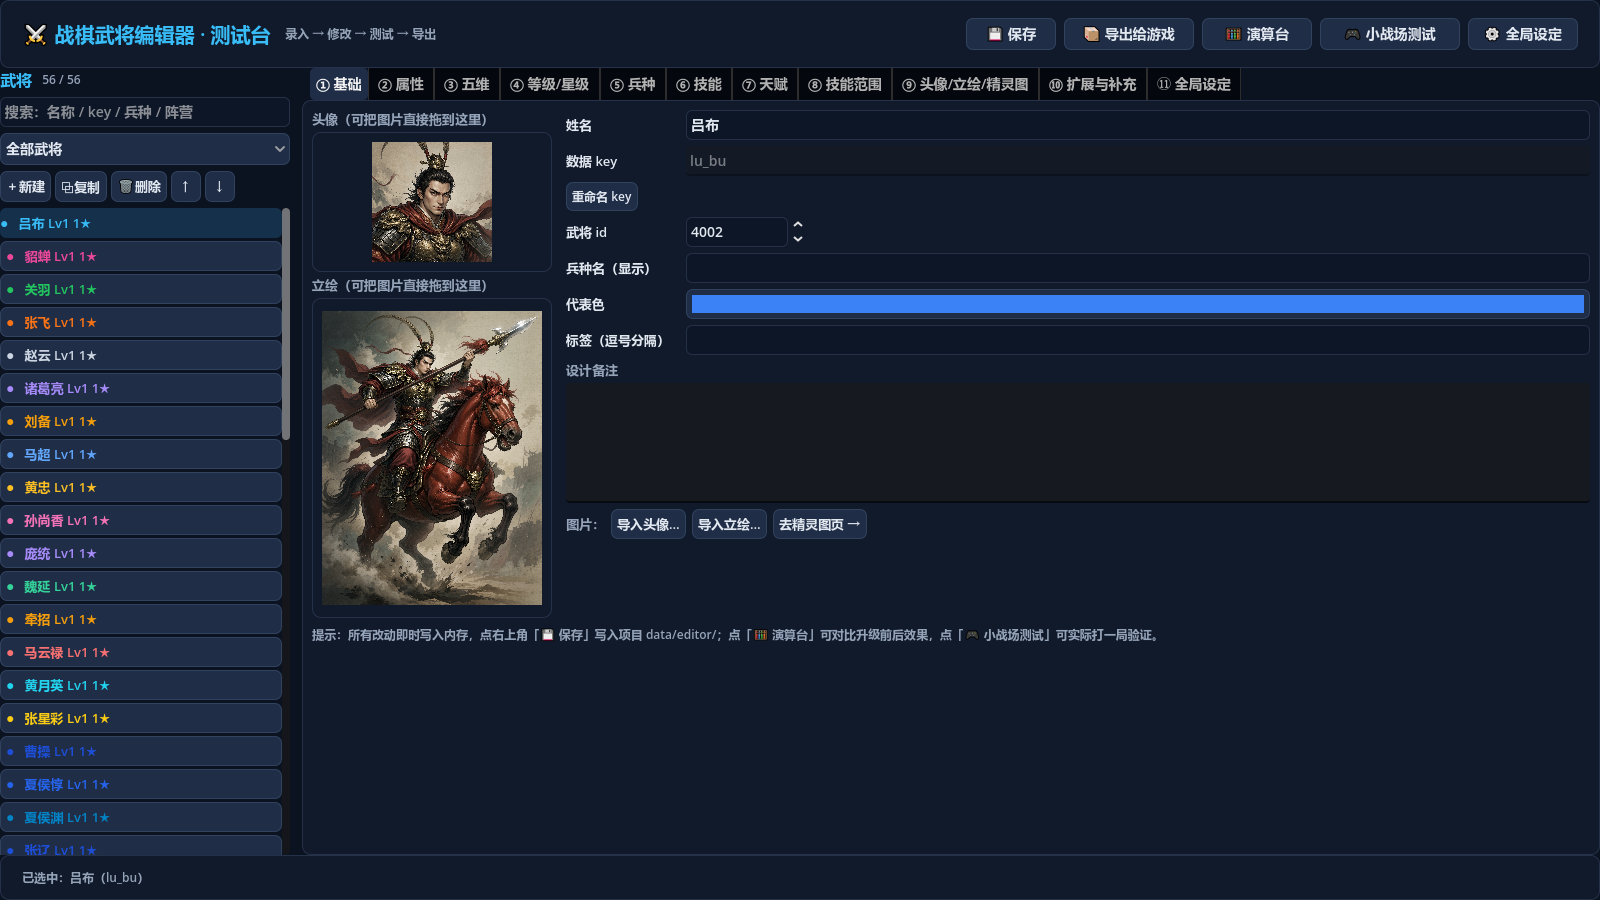 ⚔ 战棋武将编辑器 · 测试台 录入 → 修改 → 测试 → 导出
💾 保存 📦 导出给游戏 🧮 演算台 🎮 小战场测试 ⚙ 全局设定
武将 56 / 56
搜索：名称 / key / 兵种 / 阵营
全部武将
+ 新建 复制 🗑 删除 ↑ ↓
● 吕布 Lv1 1★
● 貂蝉 Lv1 1★
● 关羽 Lv1 1★
● 张飞 Lv1 1★
● 赵云 Lv1 1★
● 诸葛亮 Lv1 1★
● 刘备 Lv1 1★
● 马超 Lv1 1★
● 黄忠 Lv1 1★
● 孙尚香 Lv1 1★
● 庞统 Lv1 1★
● 魏延 Lv1 1★
● 牵招 Lv1 1★
● 马云禄 Lv1 1★
● 黄月英 Lv1 1★
● 张星彩 Lv1 1★
● 曹操 Lv1 1★
● 夏侯惇 Lv1 1★
● 夏侯渊 Lv1 1★
● 张辽 Lv1 1★
① 基础 ② 属性 ③ 五维 ④ 等级/星级 ⑤ 兵种 ⑥ 技能 ⑦ 天赋 ⑧ 技能范围 ⑨ 头像/立绘/精灵图 ⑩ 扩展与补充 ⑪ 全局设定
头像（可把图片直接拖到这里）
立绘（可把图片直接拖到这里）
姓名 吕布
数据 key lu_bu
重命名 key
武将 id 4002
兵种名（显示）
代表色
标签（逗号分隔）
设计备注
图片： 导入头像... 导入立绘... 去精灵图页 →
提示：所有改动即时写入内存，点右上角「💾 保存」写入项目 data/editor/；点「🧮 演算台」可对比升级前后效果，点「🎮 小战场测试」可实际打一局验证。
已选中：吕布（lu_bu）